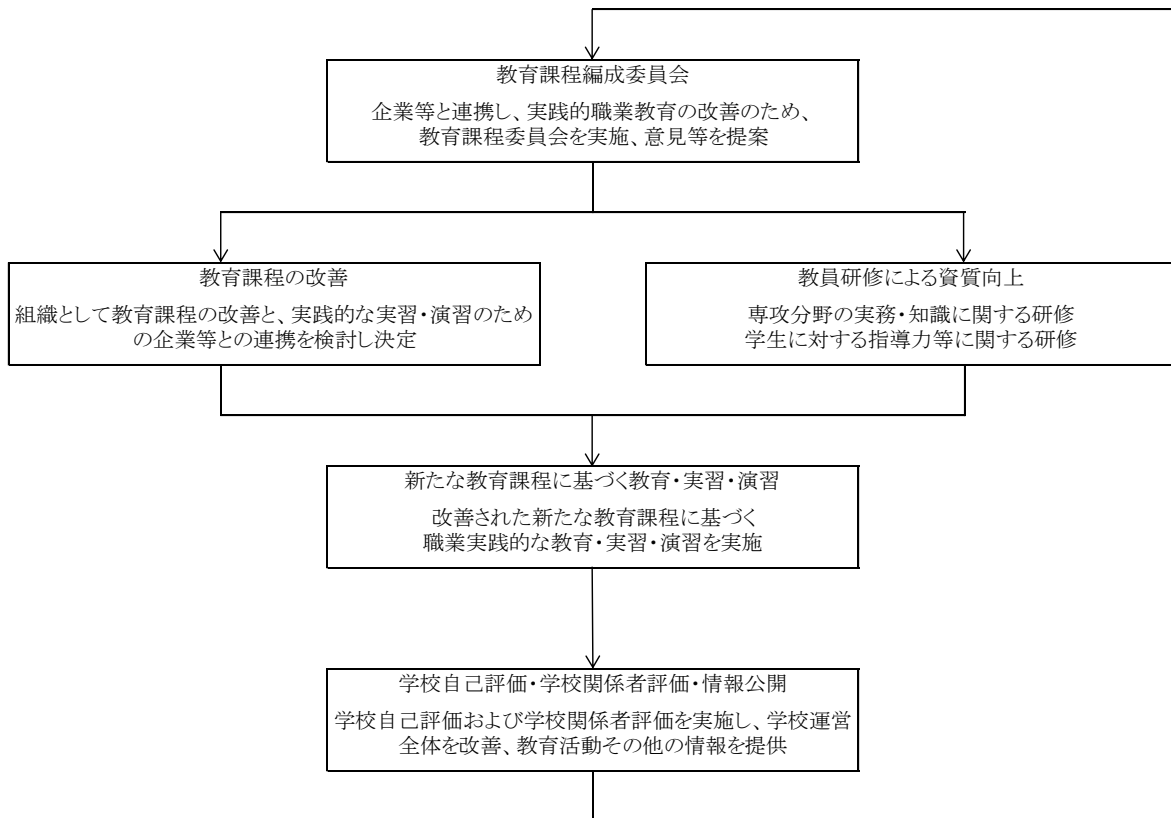 教育課程編成委員会
企業等と連携し、実践的職業教育の改善のため、
教育課程委員会を実施、意見等を提案
教育課程の改善
組織として教育課程の改善と、実践的な実習・演習のため
の企業等との連携を検討し決定
教員研修による資質向上
専攻分野の実務・知識に関する研修
学生に対する指導力等に関する研修
新たな教育課程に基づく教育・実習・演習
改善された新たな教育課程に基づく
職業実践的な教育・実習・演習を実施
学校自己評価・学校関係者評価・情報公開
学校自己評価および学校関係者評価を実施し、学校運営
全体を改善、教育活動その他の情報を提供